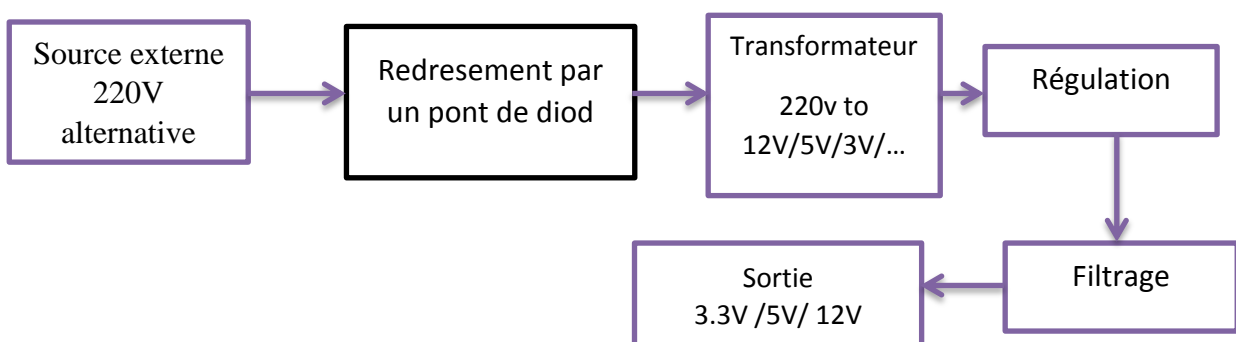 Source externe
220V
alternative
Redresement par
un pont de diod
Transformateur
220v to
12V/5V/3V/...
Régulation
Filtrage
Sortie
3.3V /5V/ 12V